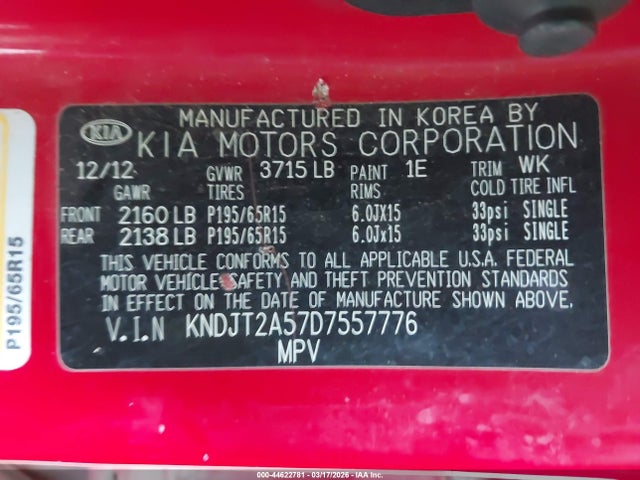 MANUFACTURED IN KOREA BY
KIA KIA MOTORS CORPORATION
12/12 GVWR 3715 LB PAINT 1E TRIM WK
GAWR TIRES RIMS COLD TIRE INFL
FRONT 2160 LB P195/65R15 6.0JX15 33psi SINGLE
REAR 2138 LB P195/65R15 6.0Jx15 33psi SINGLE
THIS VEHICLE CONFORMS TO ALL APPLICABLE U.S.A. FEDERAL
MOTOR VEHICLE SAFETY AND THEFT PREVENTION STANDARDS
IN EFFECT ON THE DATE OF MANUFACTURE SHOWN ABOVE.
V.I.N KNDJT2A57D7557776
MPV
P195/65R15
000-44622781 - 03/17/2026 - IAA Inc.